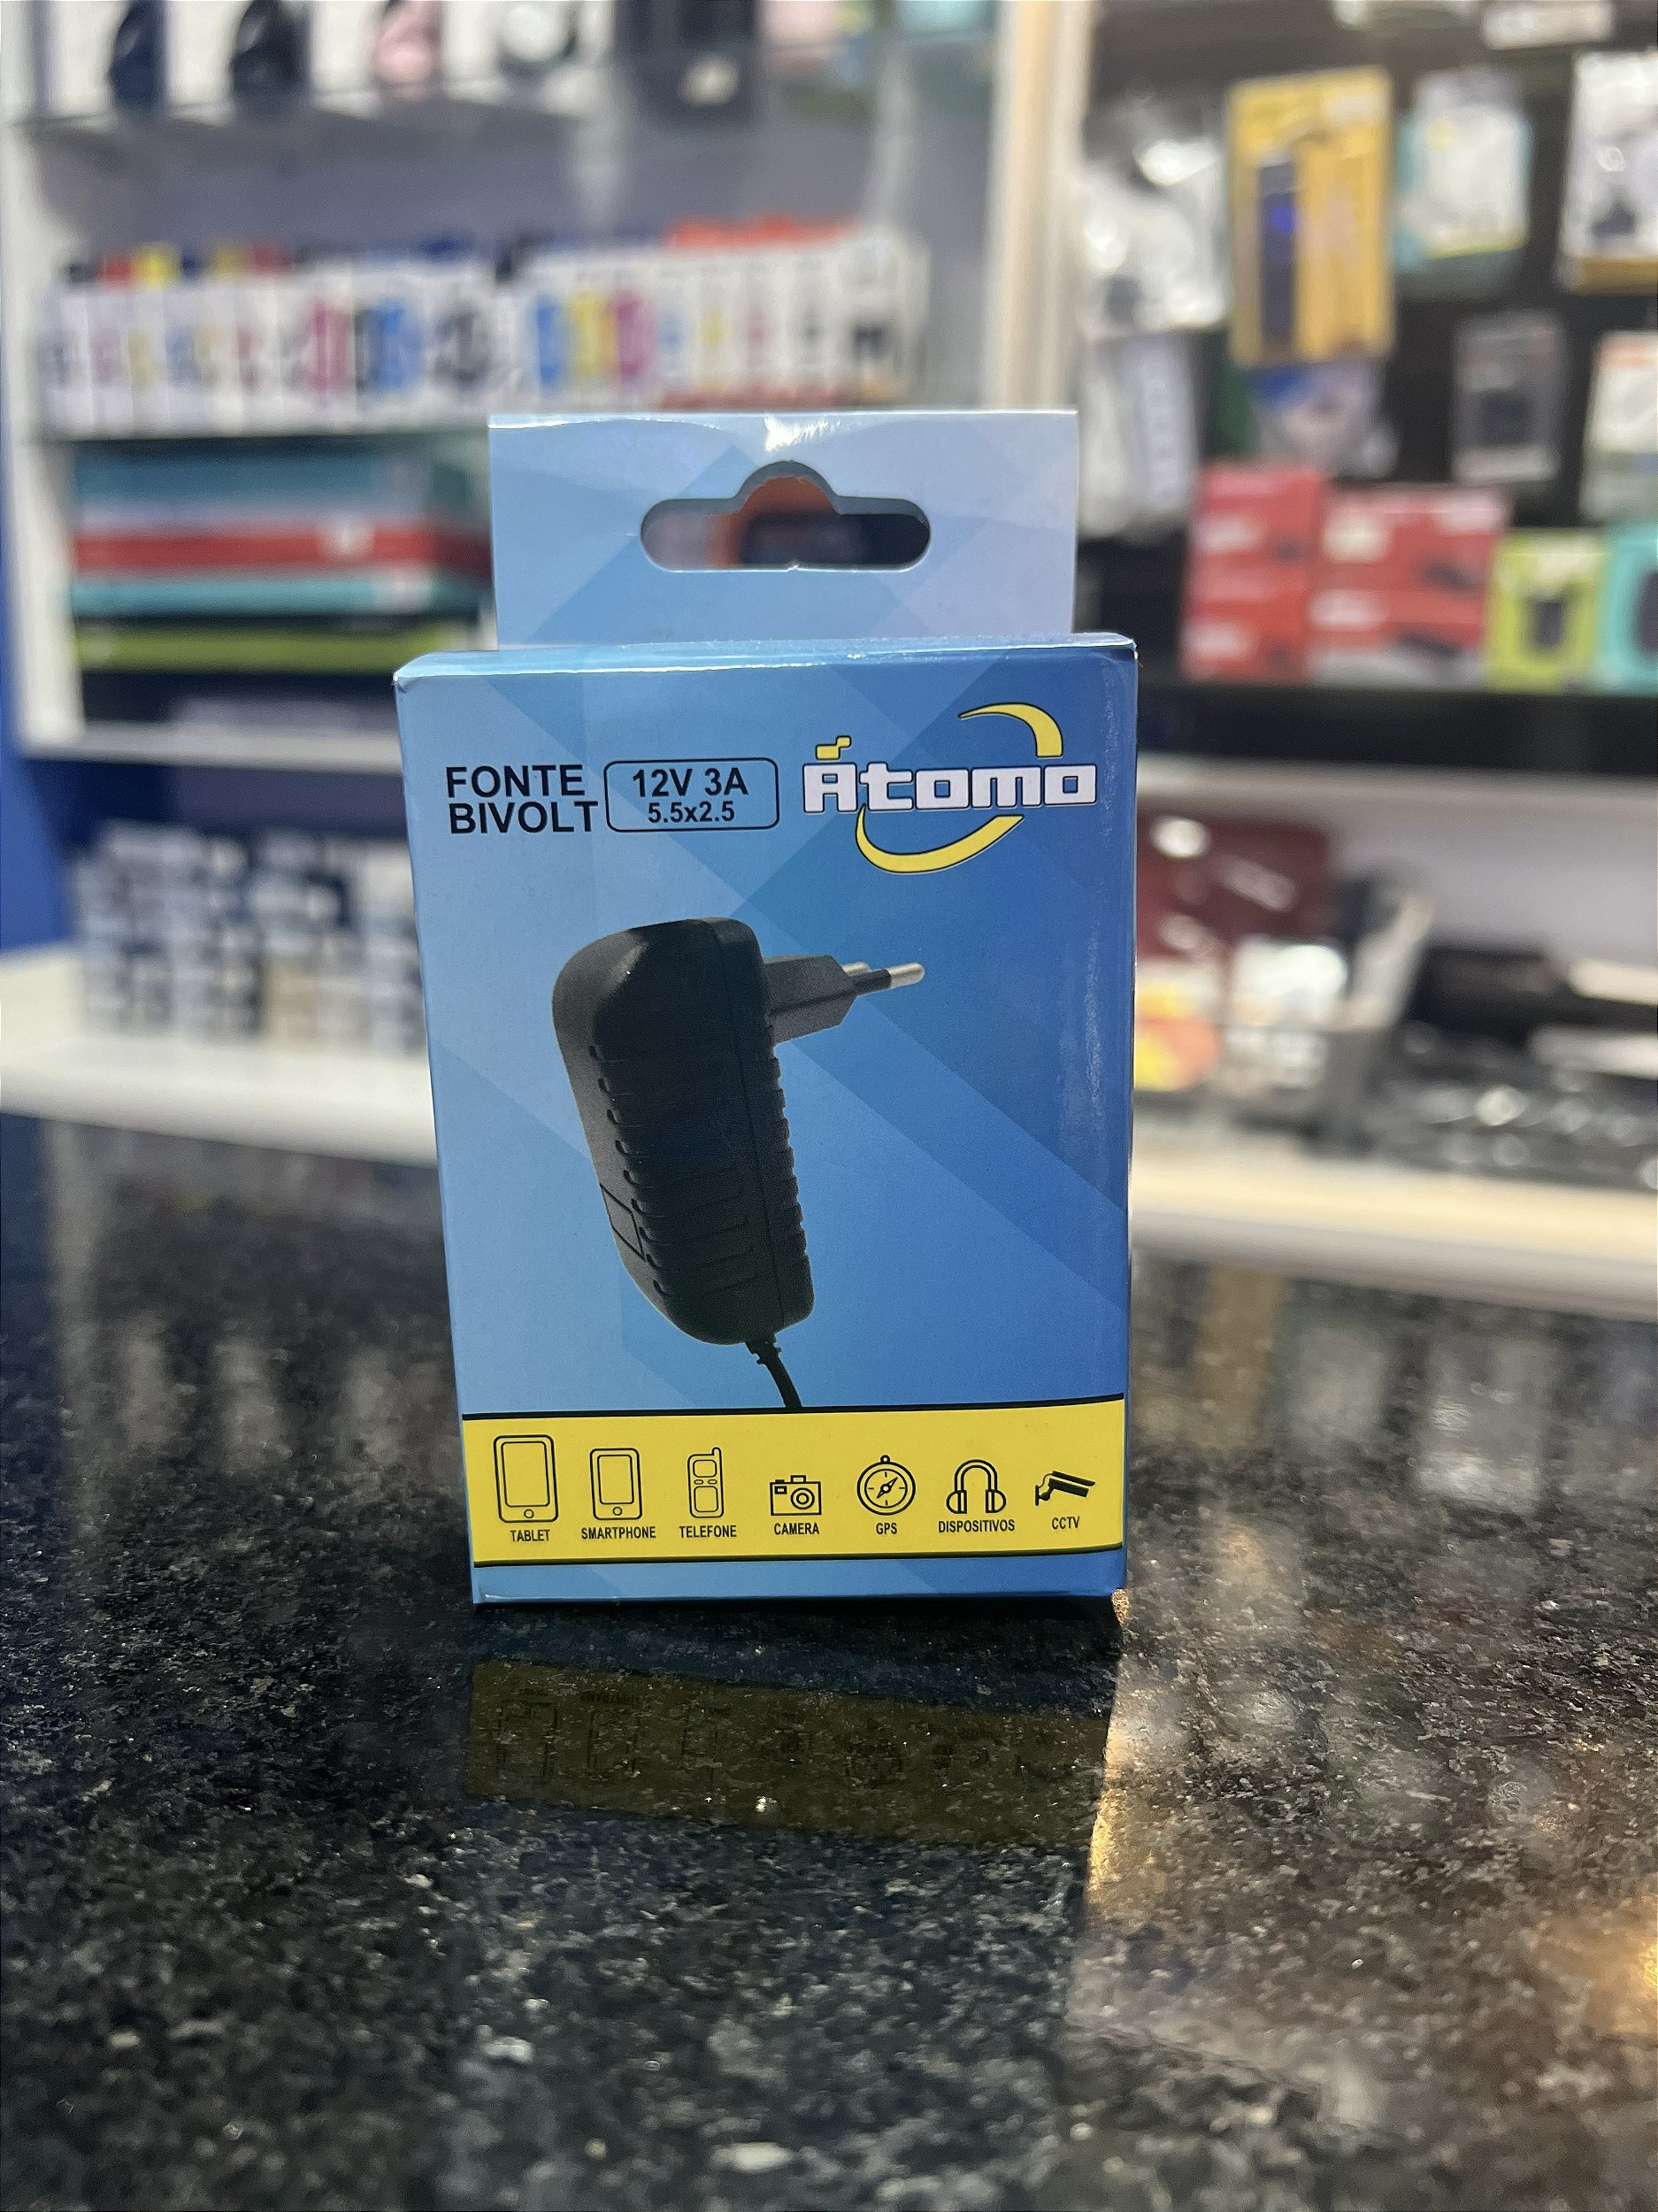 FONTE
BIVOLT
12V 3A
5.5x2.5
Átomo
TABLET
SMARTPHONE
TELEFONE
CAMERA
GPS
DISPOSITIVOS
CCTV